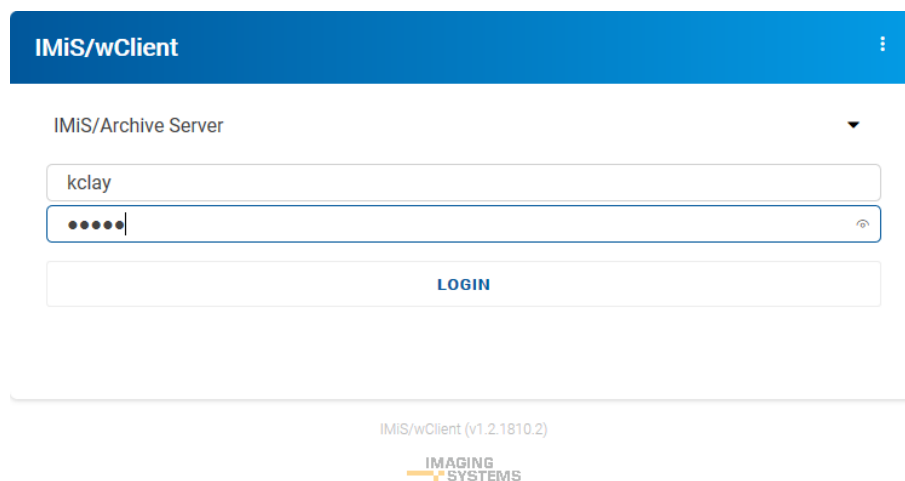 IMiS/wClient
IMiS/Archive Server
kclay
●●●●●
LOGIN
IMiS/wClient (v1.2.1810.2)
IMAGING
SYSTEMS